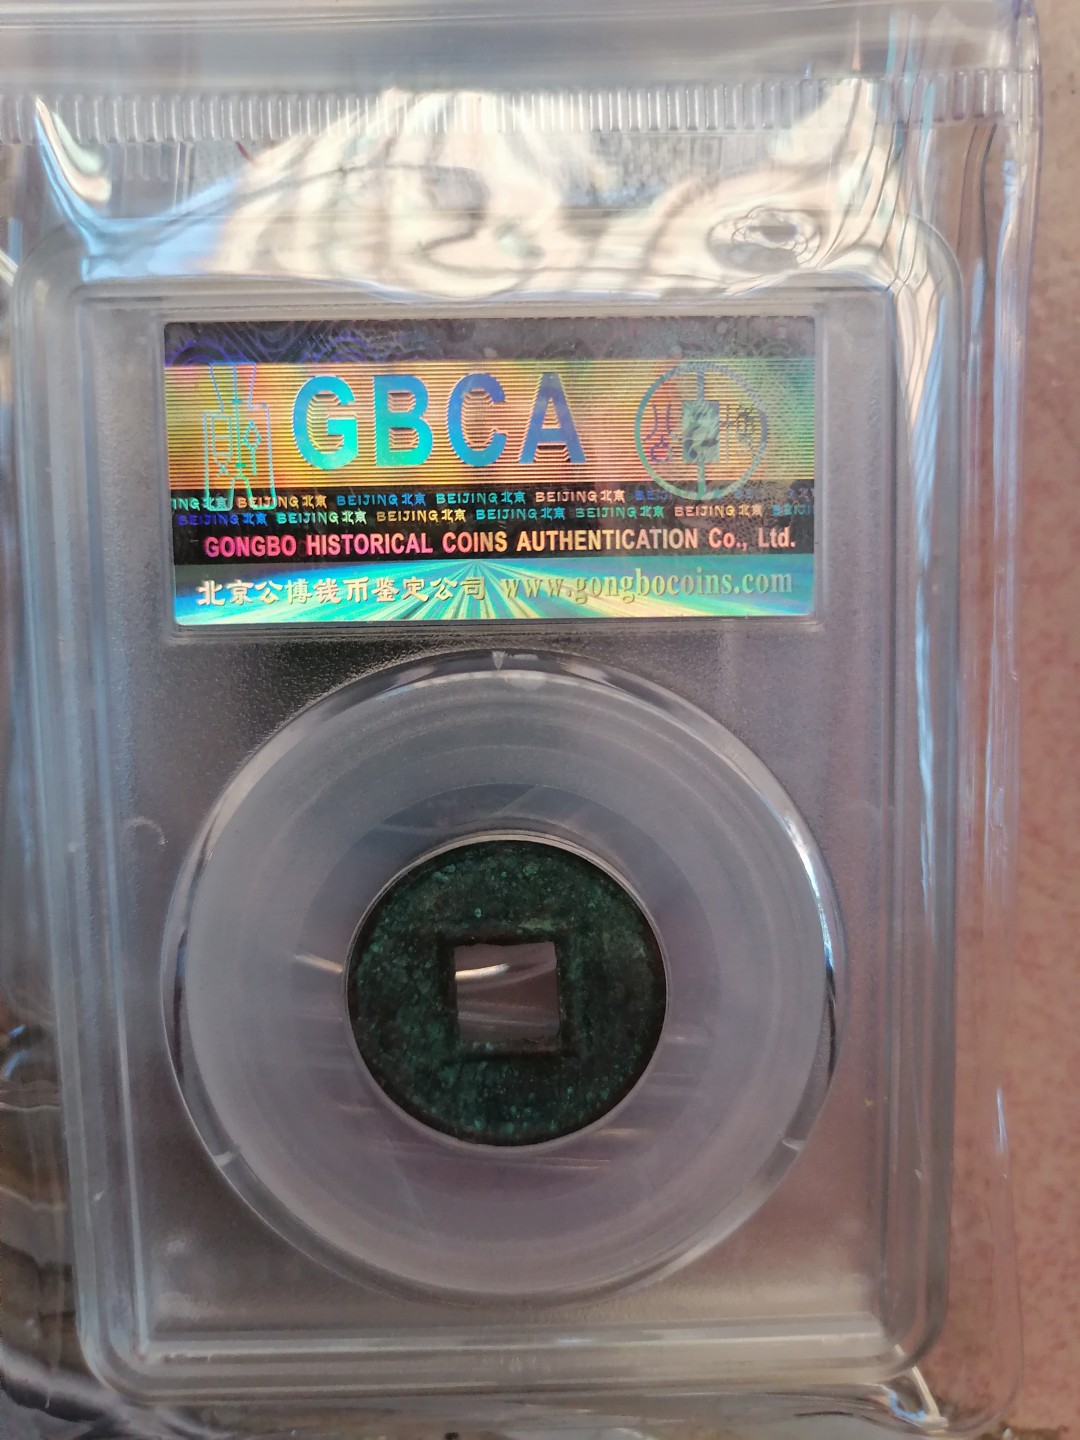 GBCA
BEIJING北京 BEIJING北京 BEIJING北京 BEIJING北京
BEIJING北京 BEIJING北京 BEIJING北京 BEIJING北京 BEIJING北京 BEIJING北京
GONGBO HISTORICAL COINS AUTHENTICATION Co., Ltd.
北京公博钱币鉴定公司 www.gongbocoins.com